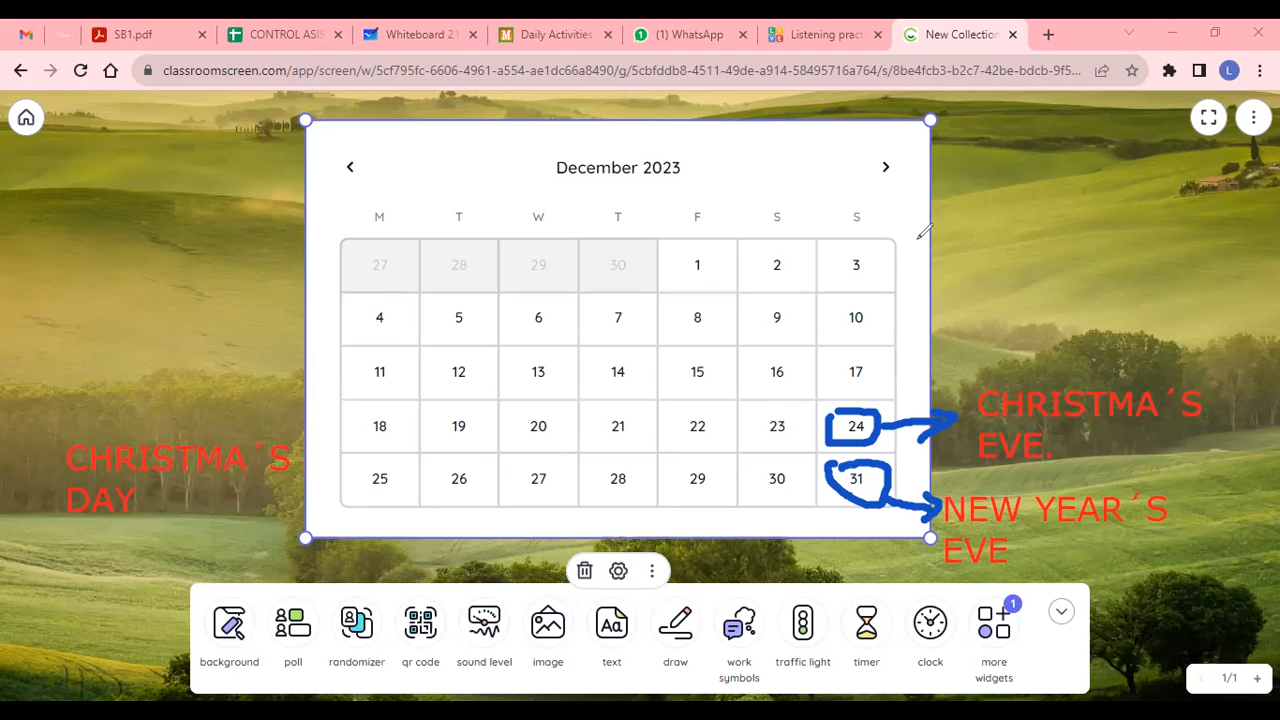 SB1.pdf
CONTROL ASIS
Whiteboard 21
Daily Activities
(1) WhatsApp
Listening pract
New Collection
classroomscreen.com/app/screen/w/5cf795fc-6606-4961-a554-ae1dc66a8490/g/5cbfddb8-4511-49de-a914-58495716a764/s/8be4fcb3-b2c7-42be-bdcb-9f5...
L
December 2023
M T W T F S S
27 28 29 30 1 2 3
4 5 6 7 8 9 10
11 12 13 14 15 16 17
18 19 20 21 22 23 24
25 26 27 28 29 30 31
CHRISTMA´S
EVE.
CHRISTMA´S
DAY
NEW YEAR´S
EVE
background
poll
randomizer
qr code
sound level
image
text
draw
work
symbols
traffic light
timer
clock
more
widgets
1
1/1